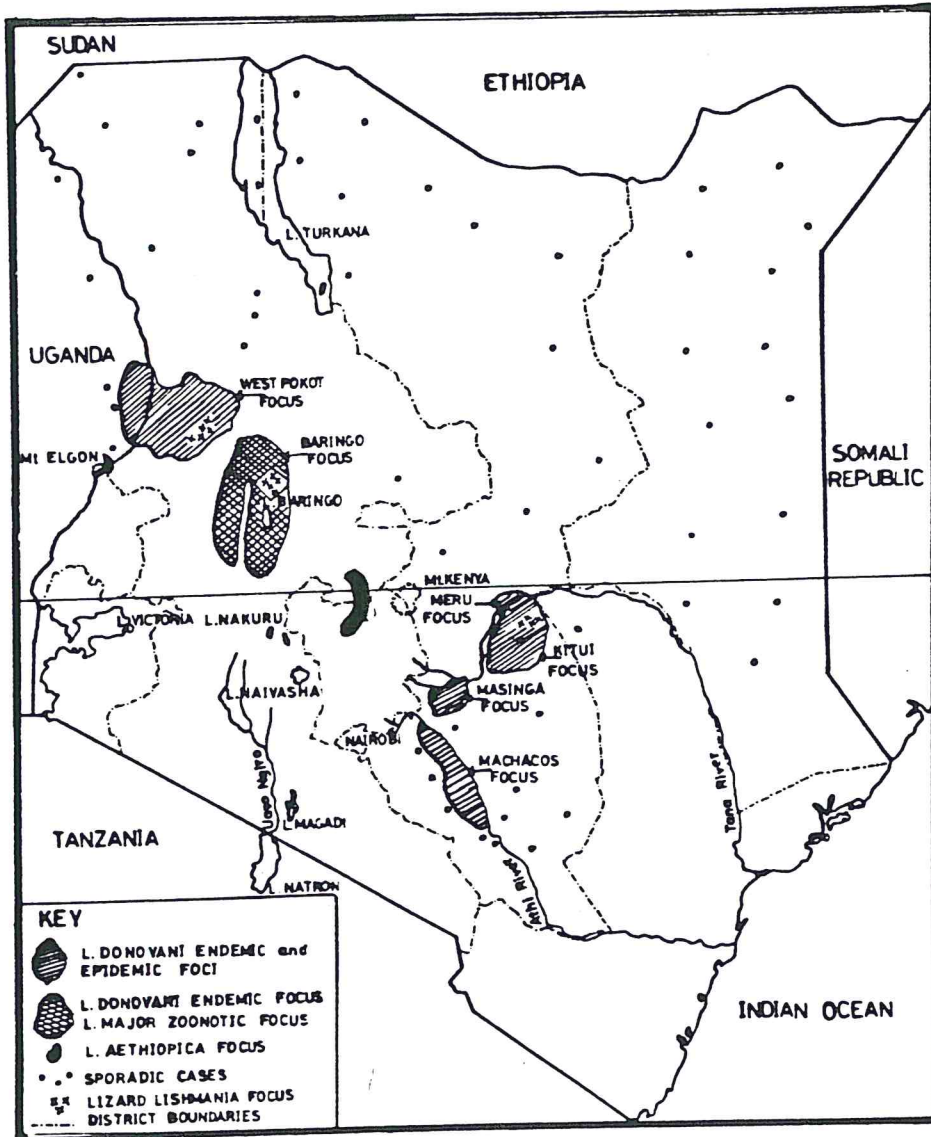 SUDAN
ETHIOPIA
L. TURKANA
UGANDA
WEST POKOT
FOCUS
BARINGO
FOCUS
Mt ELGON
BARINGO
SOMALI
REPUBLIC
Mt.KENYA
MERU
FOCUS
L.VICTORIA
L.NAKURU
KITUI
FOCUS
L.NAIVASHA
MASINGA
FOCUS
NAIROBI
MACHACOS
FOCUS
Tana River
TANZANIA
L.MAGADI
L. NATRON
Athi River
INDIAN OCEAN
KEY
L. DONOVANI ENDEMIC and
EPIDEMIC FOCI
L. DONOVANI ENDEMIC FOCUS
L. MAJOR ZOONOTIC FOCUS
L. AETHIOPICA FOCUS
SPORADIC CASES
LIZARD LISHMANIA FOCUS
DISTRICT BOUNDARIES